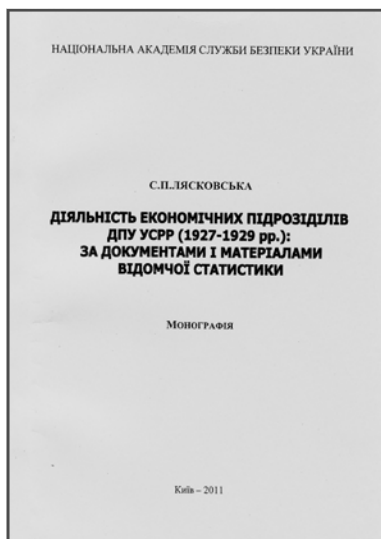 НАЦІОНАЛЬНА АКАДЕМІЯ СЛУЖБИ БЕЗПЕКИ УКРАЇНИ
С.П.ЛЯСКОВСЬКА
ДІЯЛЬНІСТЬ ЕКОНОМІЧНИХ ПІДРОЗІДІЛІВ
ДПУ УСРР (1927-1929 рр.):
ЗА ДОКУМЕНТАМИ І МАТЕРІАЛАМИ
ВІДОМЧОЇ СТАТИСТИКИ
МОНОГРАФІЯ
Київ – 2011